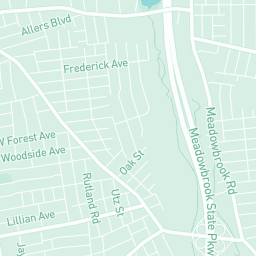 Allers Blvd
Frederick Ave
Meadowbrook Rd
W Forest Ave
Woodside Ave
Meadowbrook State Pkwy
Oak St
Rutland Rd
Utz St
Lillian Ave